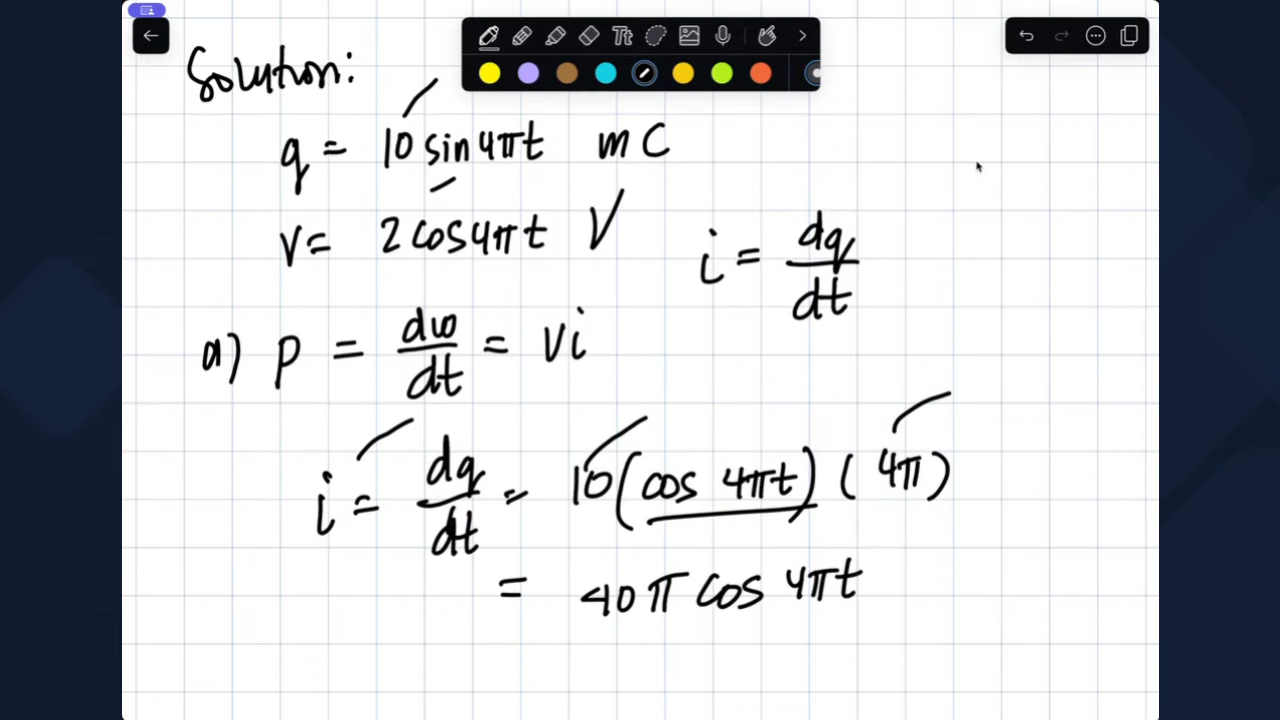 Solution:
q = 10 sin 4πt mC
v = 2 cos 4πt V
i = dq/dt
a) p = dw/dt = vi
i = dq/dt = 10 (cos 4πt) (4π)
= 40π cos 4πt
Tt